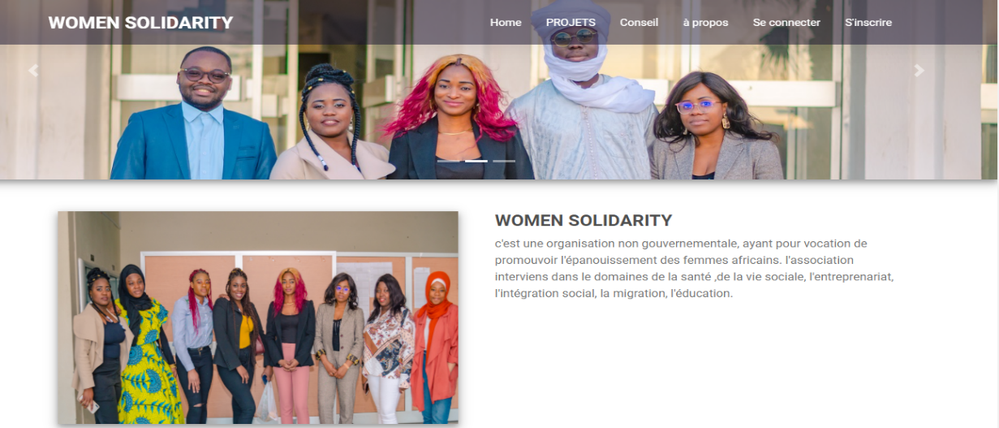 WOMEN SOLIDARITY
Home PROJETS Conseil à propos Se connecter S'inscrire
WOMEN SOLIDARITY
c'est une organisation non gouvernementale, ayant pour vocation de
promouvoir l'épanouissement des femmes africains. l'association
interviens dans le domaines de la santé ,de la vie sociale, l'entreprenariat,
l'intégration social, la migration, l'éducation.